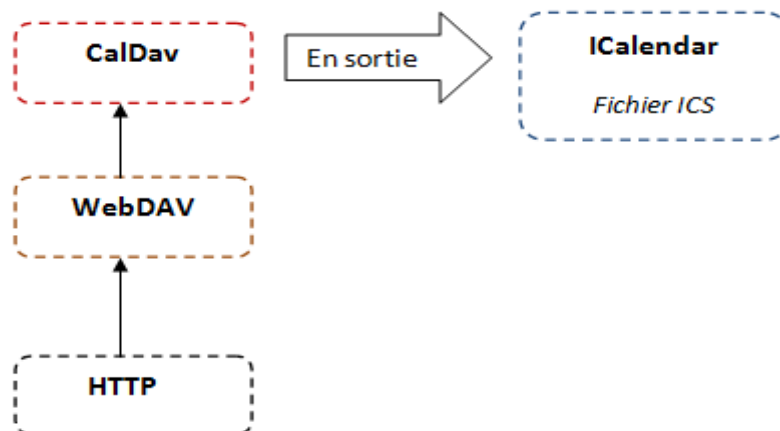 CalDav
En sortie
ICalendar
Fichier ICS
WebDAV
HTTP